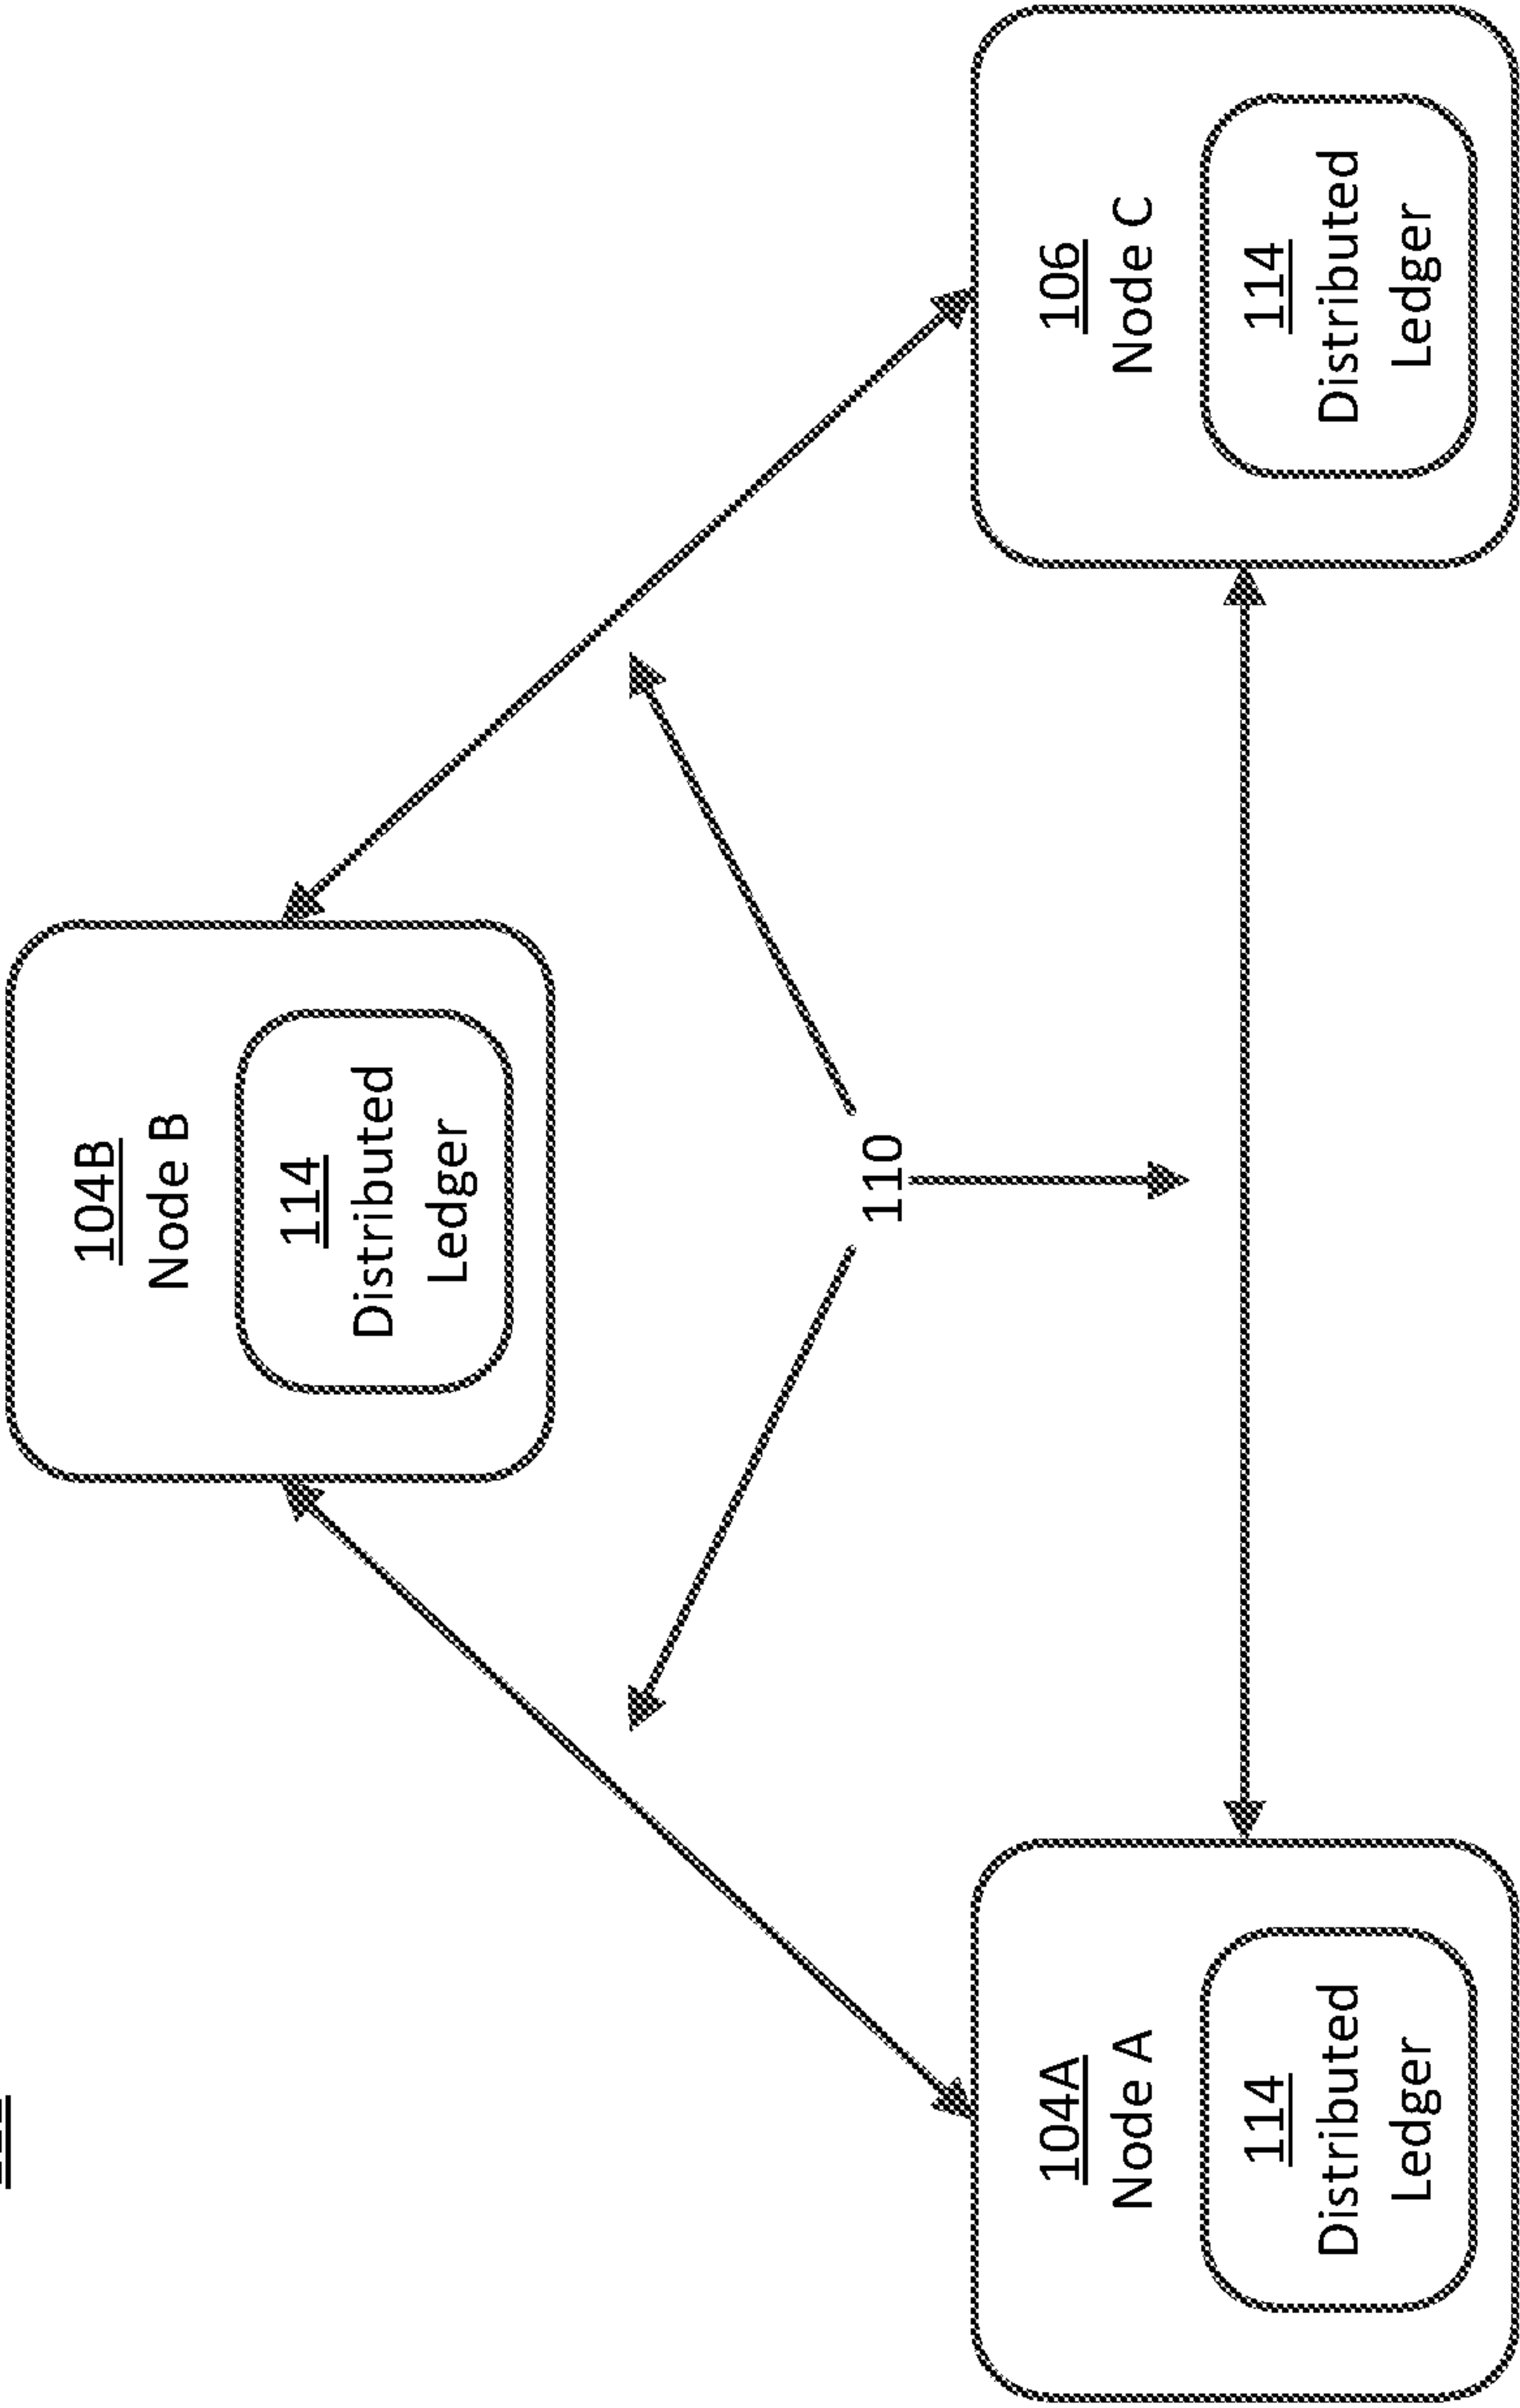 104B
Node B
114
Distributed
Ledger
110
104A
Node A
114
Distributed
Ledger
106
Node C
114
Distributed
Ledger